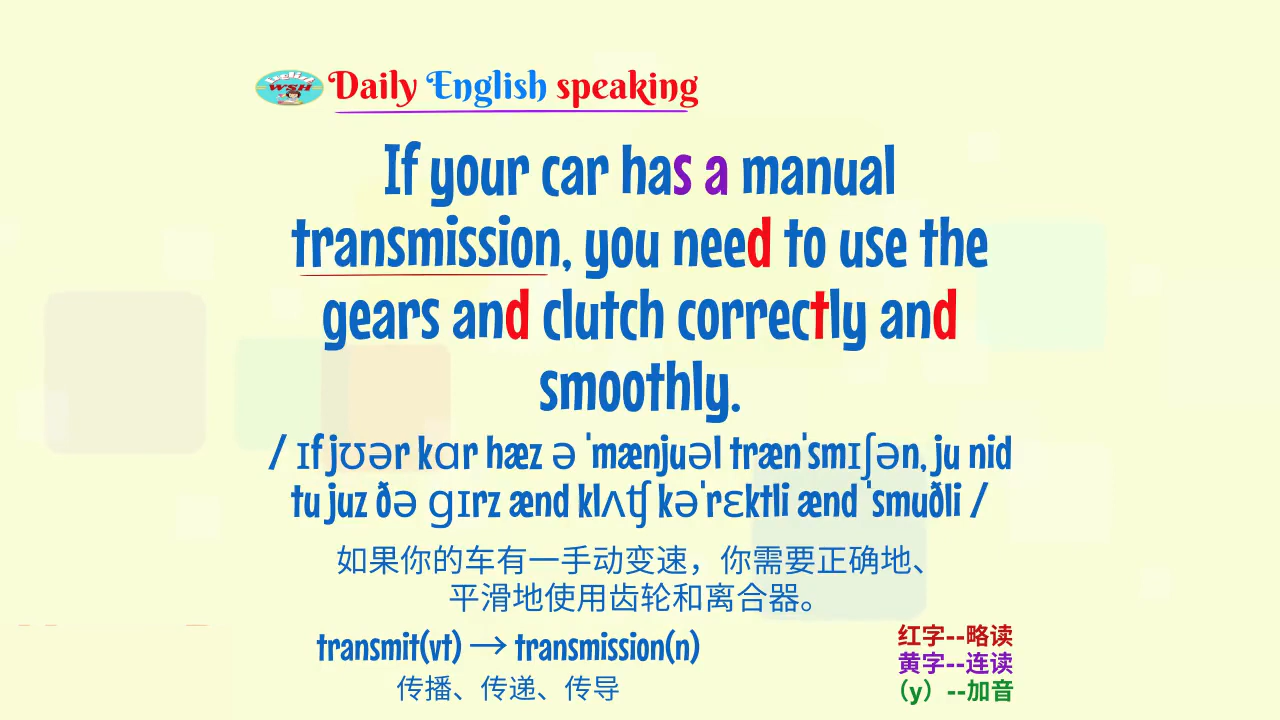 WSH
Daily English speaking
If your car has a manual
transmission, you need to use the
gears and clutch correctly and
smoothly.
/ ɪf jʊər kɑr hæz ə ˈmænjuəl trænˈsmɪʃən, ju nid
tu juz ðə ɡɪrz ænd klʌʧ kəˈrɛktli ænd ˈsmuðli /
如果你的车有一手动变速，你需要正确地、
平滑地使用齿轮和离合器。
transmit(vt) → transmission(n)
传播、传递、传导
红字--略读
黄字--连读
（y）--加音